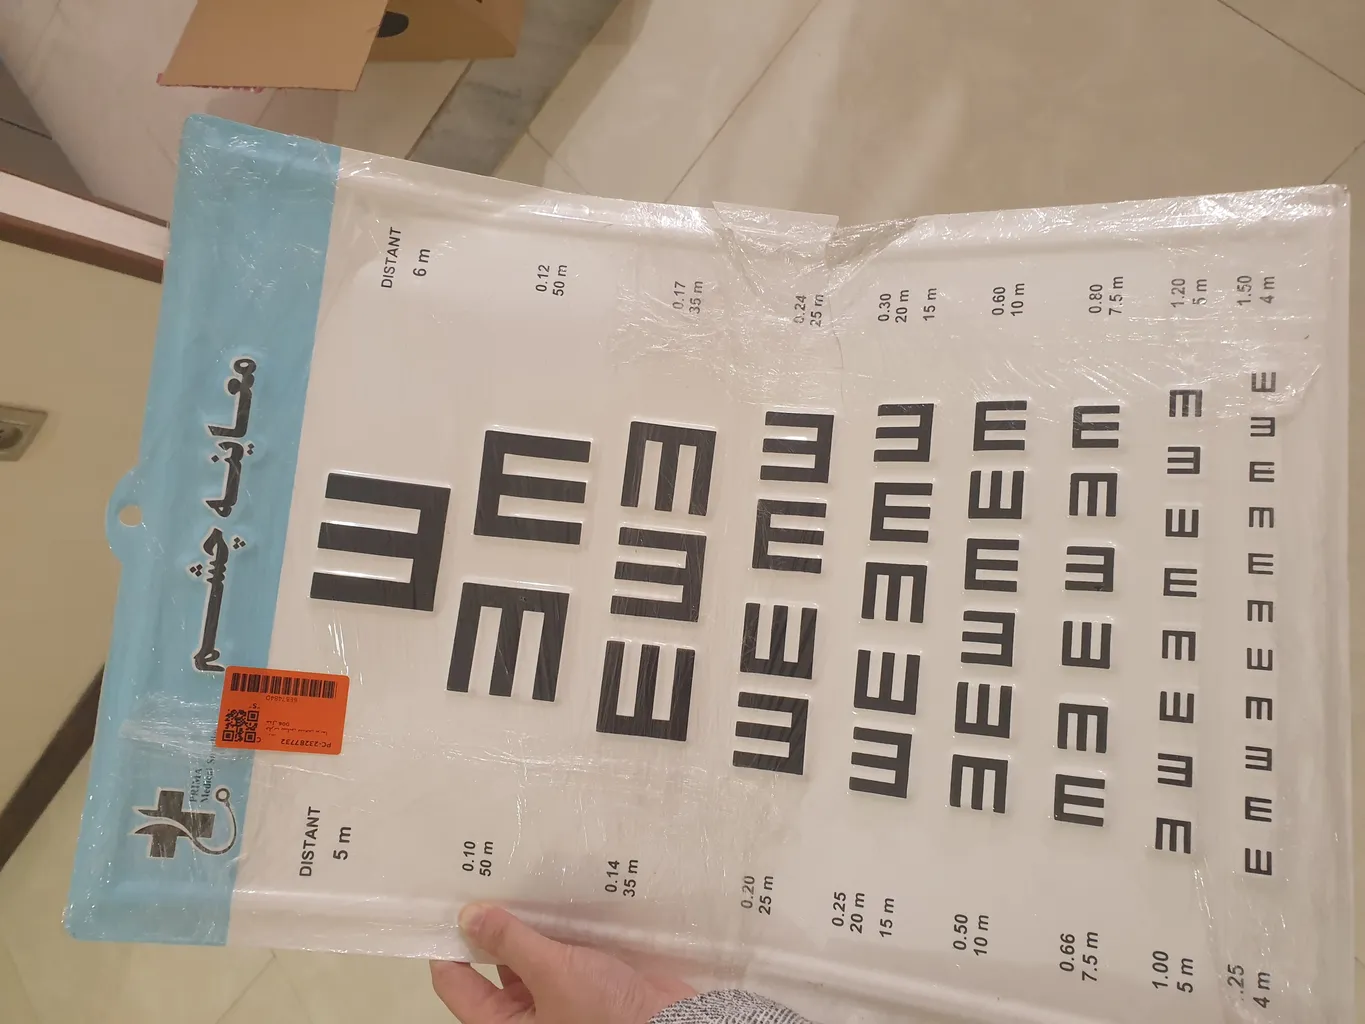 معاینه چشم
Medical
DISTANT
5 m
0.10
50 m
0.14
35 m
0.20
25 m
0.25
20 m
15 m
0.50
10 m
0.66
7.5 m
1.00
5 m
.25
4 m
DISTANT
6 m
0.12
50 m
0.17
35 m
0.24
25 m
0.30
20 m
15 m
0.60
10 m
0.80
7.5 m
1.20
5 m
1.50
4 m